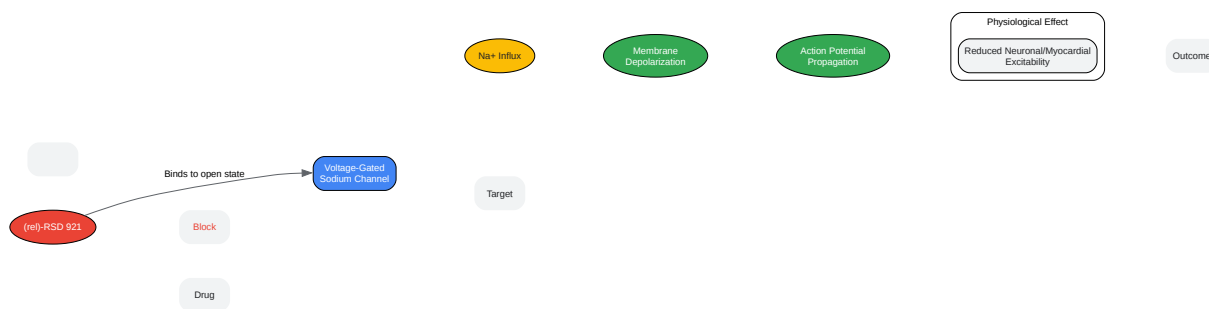 Physiological Effect
Na+ Influx
Membrane
Depolarization
Action Potential
Propagation
Reduced Neuronal/Myocardial
Excitability
Outcome
Binds to open state
Voltage-Gated
Sodium Channel
Target
(rel)-RSD 921
Block
Drug